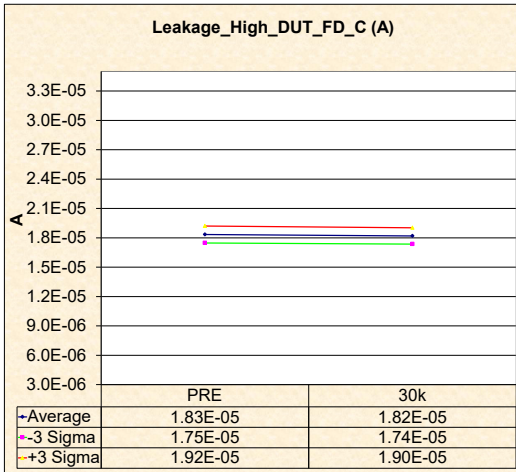 Leakage_High_DUT_FD_C (A)
A
3.3E-05
3.0E-05
2.7E-05
2.4E-05
2.1E-05
1.8E-05
1.5E-05
1.2E-05
9.0E-06
6.0E-06
3.0E-06
PRE 30k
Average 1.83E-05 1.82E-05
-3 Sigma 1.75E-05 1.74E-05
+3 Sigma 1.92E-05 1.90E-05